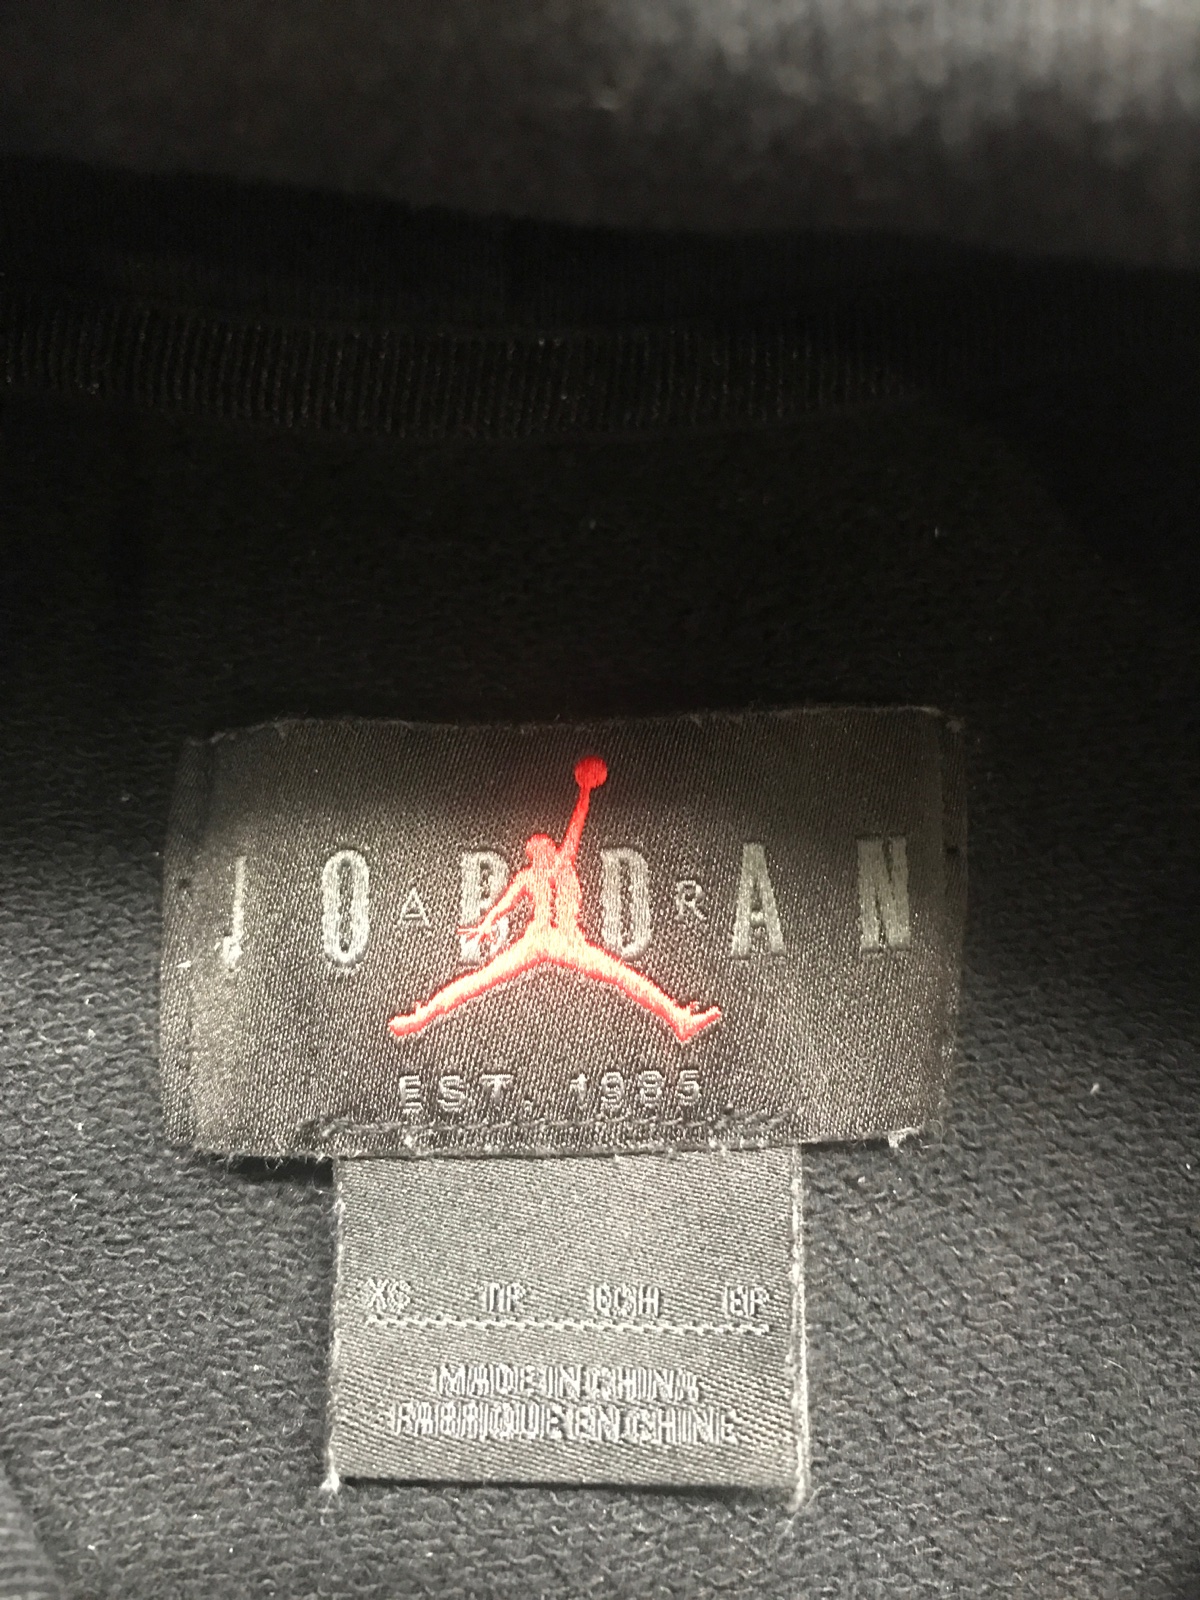 JORDAN
AIR
EST. 1985
XS TP ECH EP
MADE IN CHINA
FABRIQUE EN CHINE